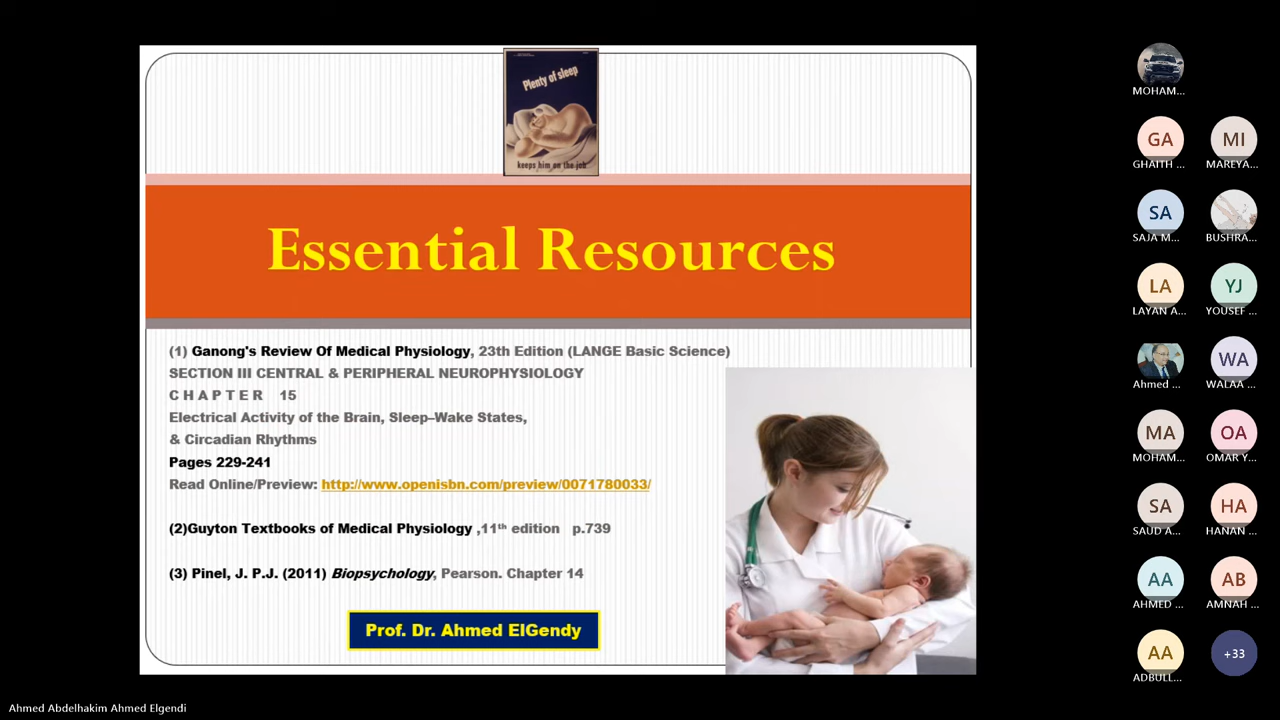 Plenty of sleep
keeps him on the job
Essential Resources
(1) Ganong's Review Of Medical Physiology, 23th Edition (LANGE Basic Science)
SECTION III CENTRAL & PERIPHERAL NEUROPHYSIOLOGY
C H A P T E R 15
Electrical Activity of the Brain, Sleep–Wake States,
& Circadian Rhythms
Pages 229-241
Read Online/Preview: http://www.openisbn.com/preview/0071780033/
(2)Guyton Textbooks of Medical Physiology ,11th edition p.739
(3) Pinel, J. P.J. (2011) Biopsychology, Pearson. Chapter 14
Prof. Dr. Ahmed ElGendy
MOHAM...
GA MI
GHAITH ... MAREYA...
SA
SAJA M... BUSHRA...
LA YJ
LAYAN A... YOUSEF ...
WA
Ahmed ... WALAA ...
MA OA
MOHAM... OMAR Y...
SA HA
SAUD A... HANAN ...
AA AB
AHMED ... AMNAH ...
AA +33
ADBULL...
Ahmed Abdelhakim Ahmed Elgendi